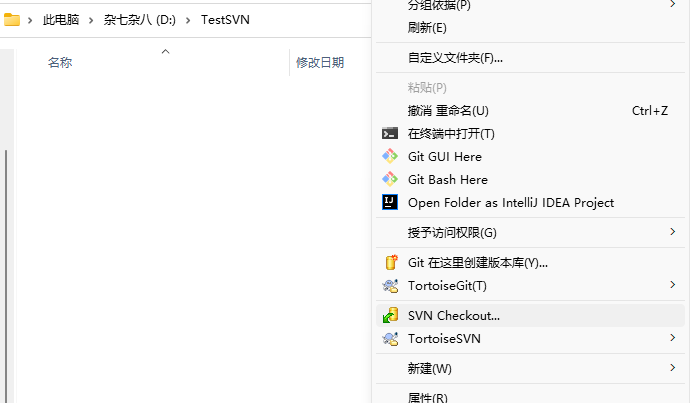 此电脑 > 杂七杂八 (D:) > TestSVN
名称
修改日期
分组依据(P)
刷新(E)
自定义文件夹(F)...
粘贴(P)
撤消 重命名(U) Ctrl+Z
在终端中打开(T)
Git GUI Here
Git Bash Here
Open Folder as IntelliJ IDEA Project
授予访问权限(G)
Git 在这里创建版本库(Y)...
TortoiseGit(T)
SVN Checkout...
TortoiseSVN
新建(W)
属性(R)